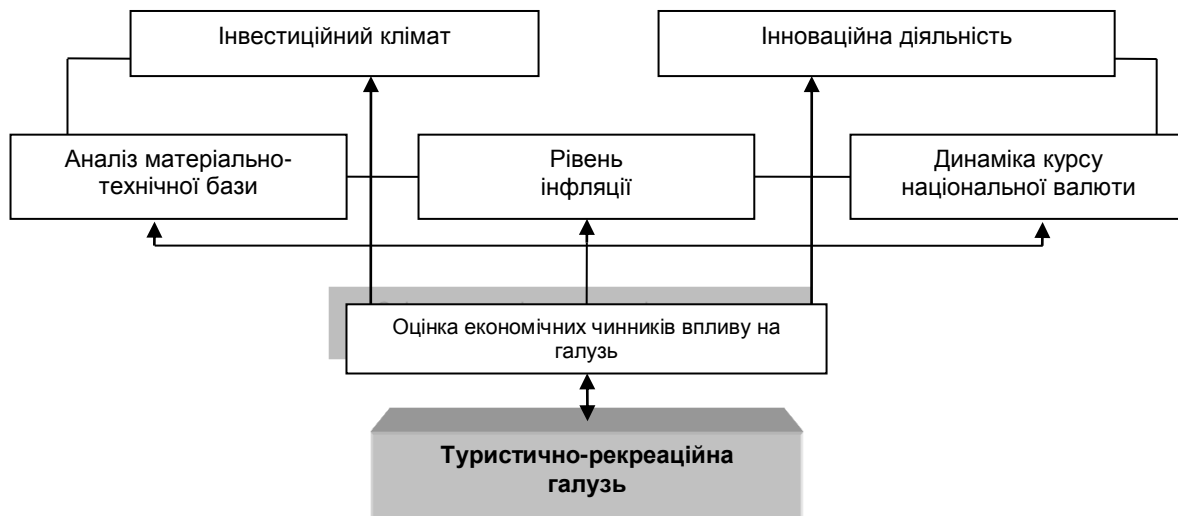 Інвестиційний клімат
Інноваційна діяльність
Аналіз матеріально-
технічної бази
Рівень
інфляції
Динаміка курсу
національної валюти
Оцінка економічних чинників впливу на
галузь
Туристично-рекреаційна
галузь